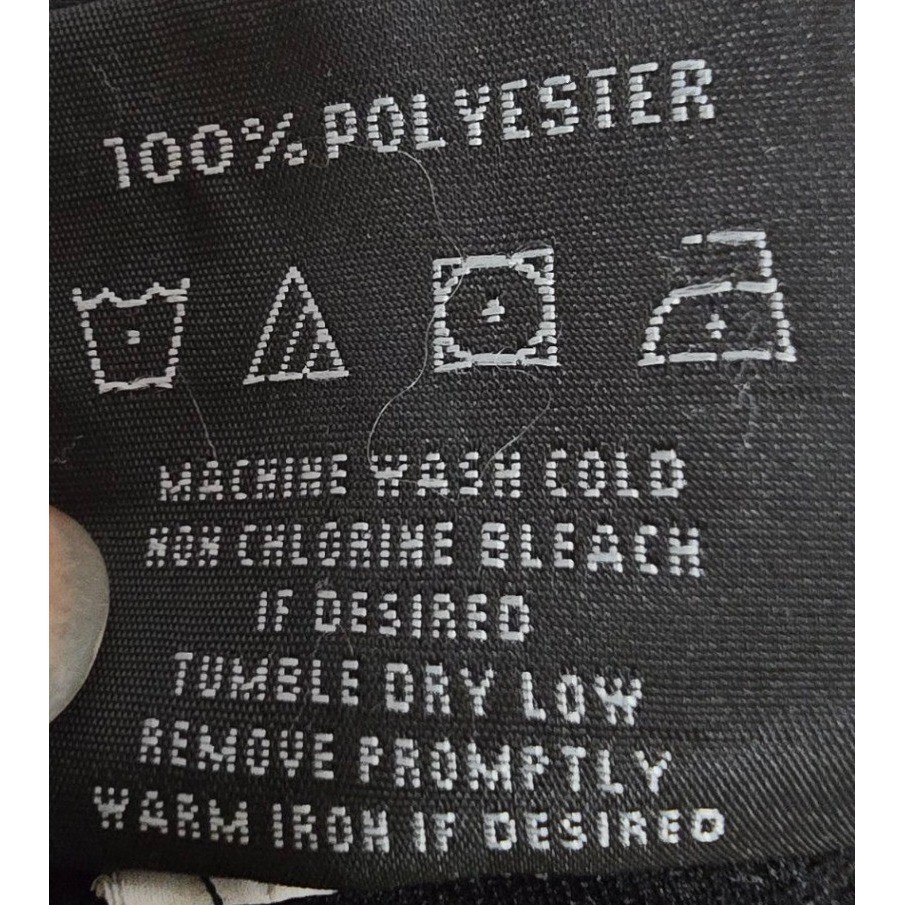 100% POLYESTER
MACHINE WASH COLD
NON CHLORINE BLEACH
IF DESIRED
TUMBLE DRY LOW
REMOVE PROMPTLY
WARM IRON IF DESIRED